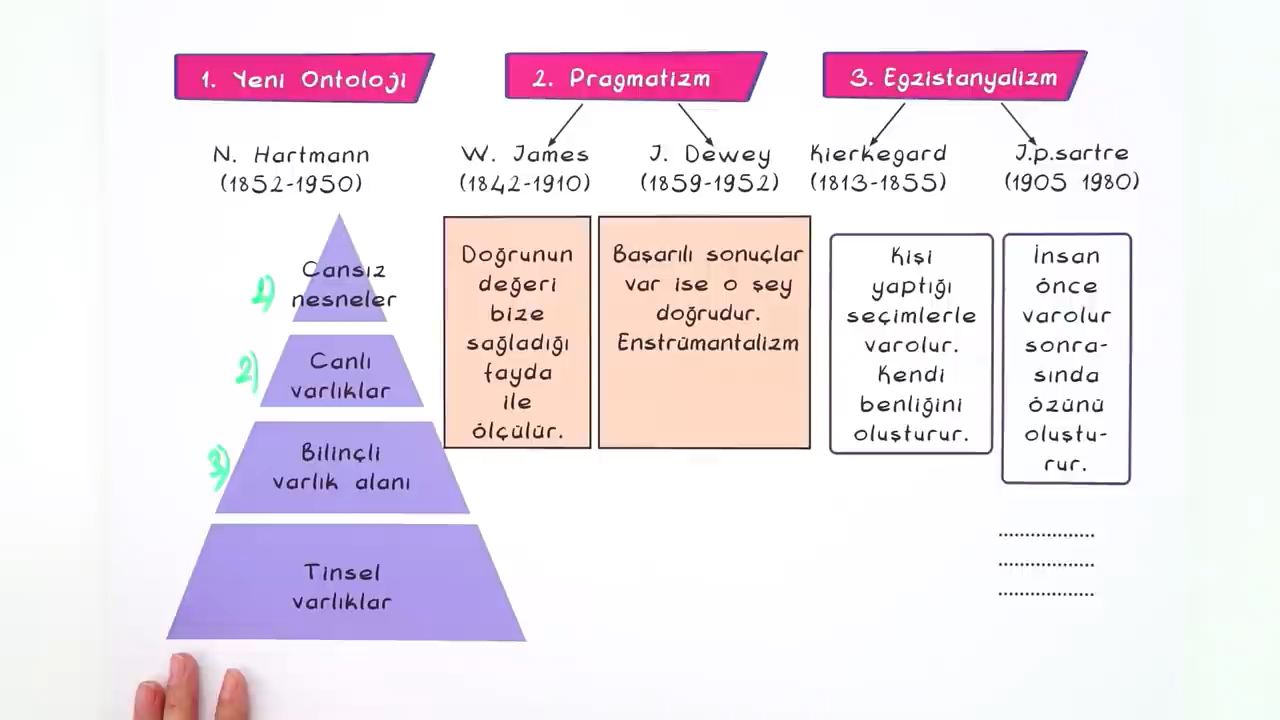 1. Yeni Ontoloji
N. Hartmann
(1852-1950)
1)
Cansız
nesneler
2)
Canlı
varlıklar
3)
Bilinçli
varlık alanı
Tinsel
varlıklar
2. Pragmatizm
W. James
(1842-1910)
Doğrunun
değeri
bize
sağladığı
fayda
ile
ölçülür.
J. Dewey
(1859-1952)
Başarılı sonuçlar
var ise o şey
doğrudur.
Enstrümantalizm
3. Egzistanyalizm
Kierkegard
(1813-1855)
Kişi
yaptığı
seçimlerle
varolur.
Kendi
benliğini
oluşturur.
J.p.sartre
(1905 1980)
İnsan
önce
varolur
sonra-
sında
özünü
oluştu-
rur.